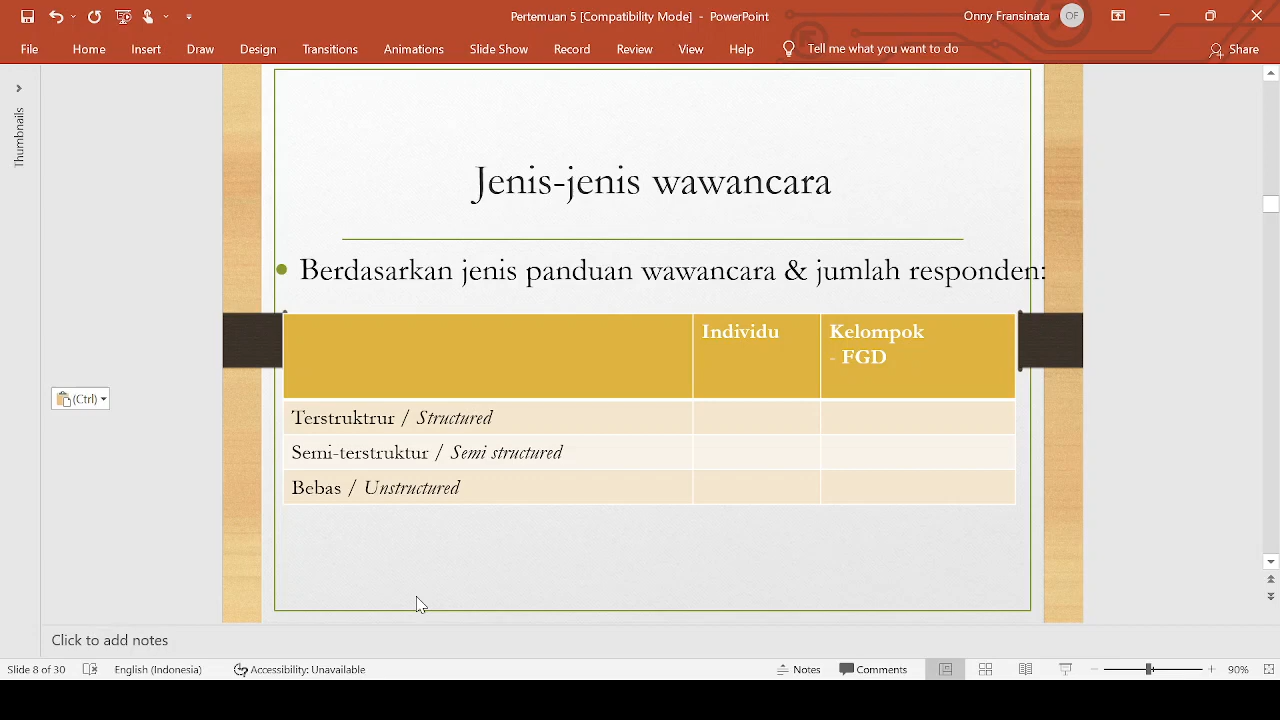 Pertemuan 5 [Compatibility Mode] - PowerPoint
Onny Fransinata
OF
File Home Insert Draw Design Transitions Animations Slide Show Record Review View Help Tell me what you want to do Share
Thumbnails
Jenis-jenis wawancara
Berdasarkan jenis panduan wawancara & jumlah responden:
Individu Kelompok
- FGD
Terstruktrur / Structured
Semi-terstruktur / Semi structured
Bebas / Unstructured
(Ctrl)
Click to add notes
Slide 8 of 30 English (Indonesia) Accessibility: Unavailable Notes Comments 90%